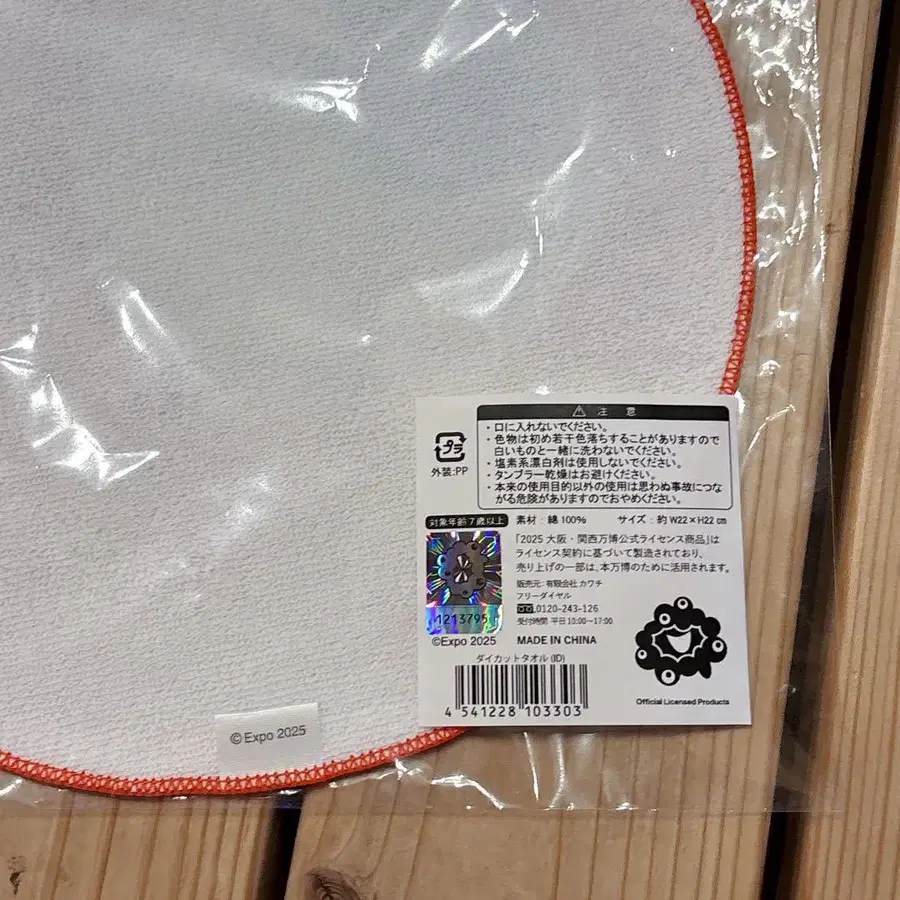 注意
・口に入れないでください。
・色物は初め若干色落ちすることがありますので
白いものと一緒に洗わないでください。
・塩素系漂白剤は使用しないでください。
・タンブラー乾燥はお避けください。
・本来の使用目的以外の使用は思わぬ事故につな
がる危険がありますのでおやめください。
プラ
外装:PP
対象年齢7歳以上
素材:綿100% サイズ:約 W22×H22㎝
「2025 大阪・関西万博公式ライセンス商品」は
ライセンス契約に基づいて製造されており、
売り上げの一部は、本万博のために活用されます。
販売元:有限会社 カワチ
フリーダイヤル
0120-243-126
受付時間 平日10:00〜17:00
1213795
©Expo 2025
MADE IN CHINA
ダイカットタオル(ID)
4 541228 103303
Official Licensed Products
©Expo 2025